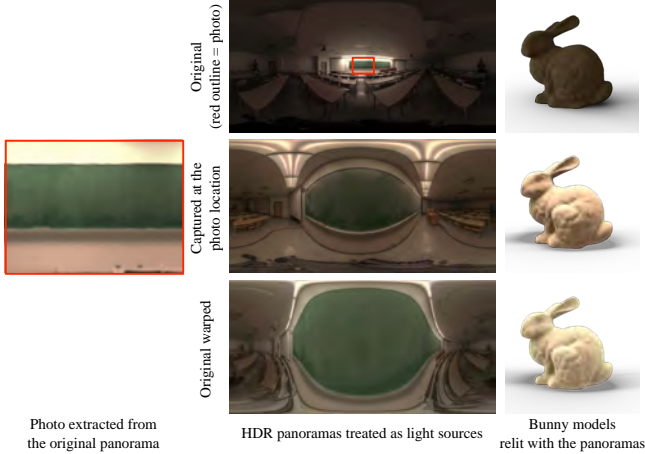 Original
(red outline = photo)
Captured at the
photo location
Original warped
Photo extracted from
the original panorama
HDR panoramas treated as light sources
Bunny models
relit with the panoramas